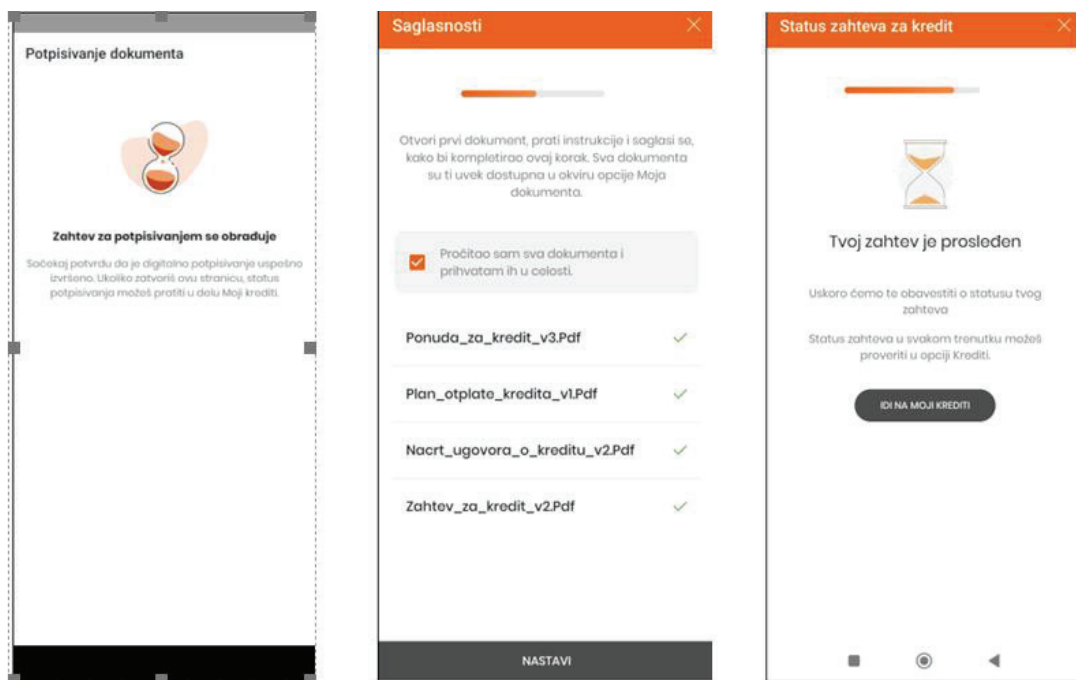 Potpisivanje dokumenta
Zahtev za potpisivanjem se obrađuje
Sačekaj potvrdu da je digitalno potpisivanje uspešno
izvršeno. Ukoliko zatvoriš ovu stranicu, status
potpisivanja možeš pratiti u delu Moji krediti.
Saglasnosti
Otvori prvi dokument, prati instrukcije i saglasi se,
kako bi kompletirao ovaj korak. Sva dokumenta
su ti uvek dostupna u okviru opcije Moja
dokumenta.
Pročitao sam sva dokumenta i
prihvatam ih u celosti.
Ponuda_za_kredit_v3.Pdf
Plan_otplate_kredita_v1.Pdf
Nacrt_ugovora_o_kreditu_v2.Pdf
Zahtev_za_kredit_v2.Pdf
NASTAVI
Status zahteva za kredit
Tvoj zahtev je prosleđen
Uskoro ćemo te obavestiti o statusu tvog
zahteva
Status zahteva u svakom trenutku možeš
proveriti u opciji Krediti.
IDI NA MOJI KREDITI